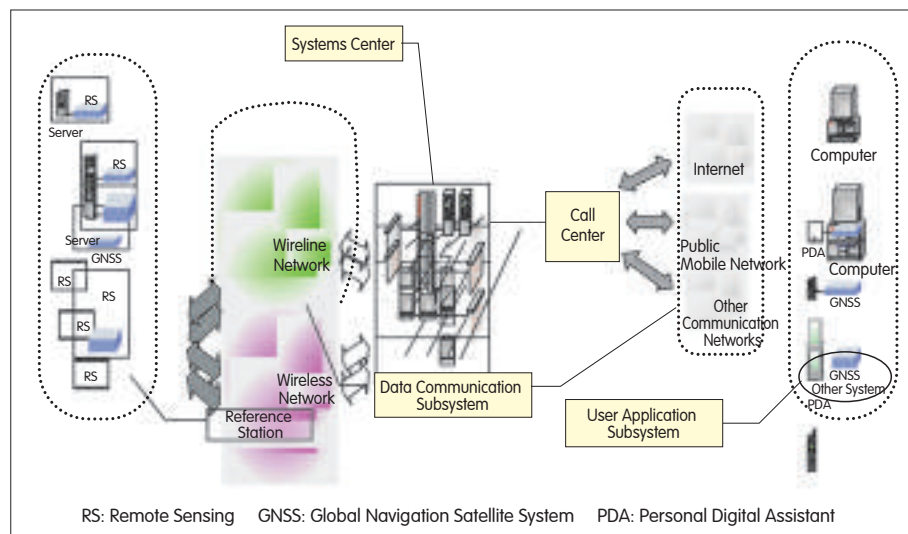 Systems Center
RS
Server
RS
Server
GNSS
RS
RS
RS
RS
Wireline
Network
Wireless
Network
Reference
Station
Data Communication
Subsystem
Call
Center
Internet
Public
Mobile Network
Other
Communication
Networks
User Application
Subsystem
Computer
PDA
Computer
GNSS
GNSS
Other System
PDA
RS: Remote Sensing GNSS: Global Navigation Satellite System PDA: Personal Digital Assistant